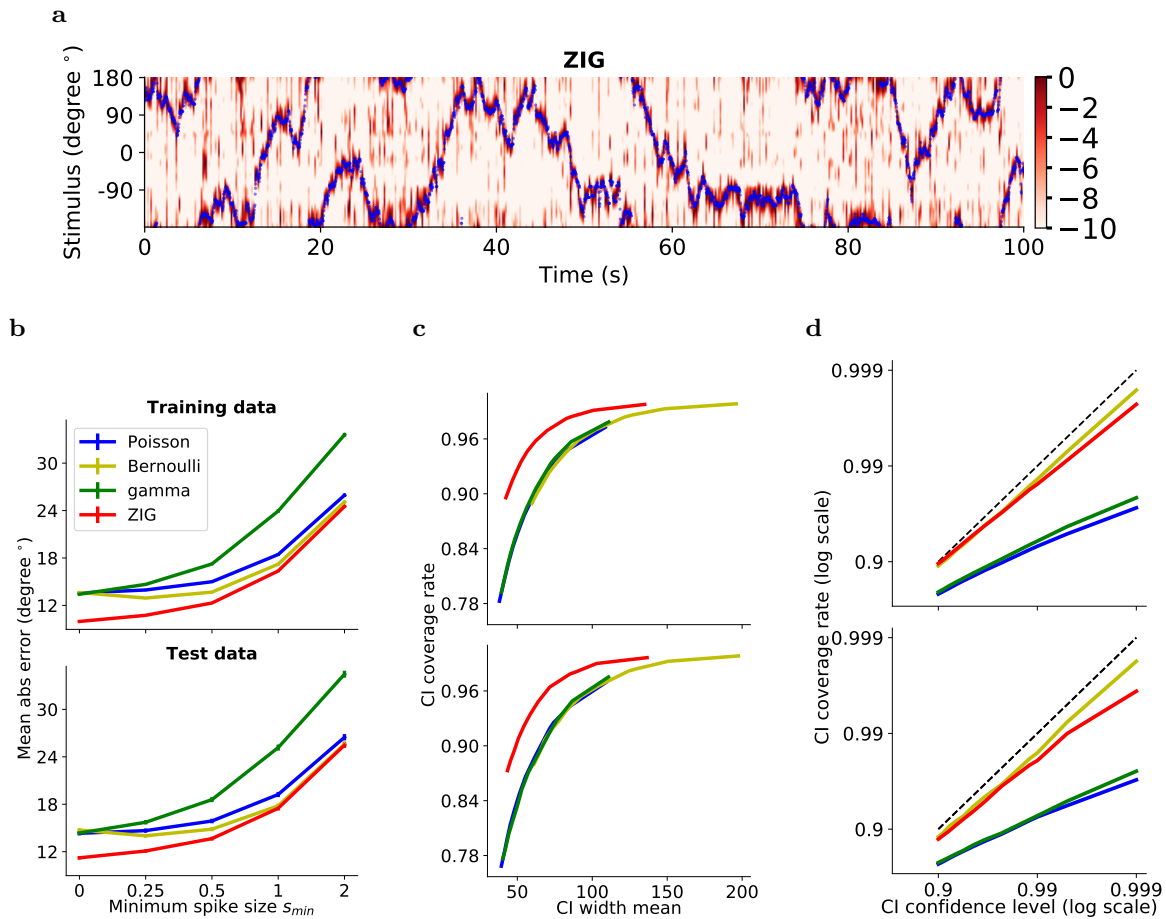 a
ZIG
Stimulus (degree °)
180
90
0
-90
0
20
40
60
80
100
Time (s)
0
−2
−4
−6
−8
−10
b
Training data
Mean abs error (degree °)
30
24
18
12
Poisson
Bernoulli
gamma
ZIG
Test data
30
24
18
12
0
0.25
0.5
1
2
Minimum spike size s_min
c
CI coverage rate
0.96
0.90
0.84
0.78
0.96
0.90
0.84
0.78
50
100
150
200
CI width mean
d
CI coverage rate (log scale)
0.999
0.99
0.9
0.999
0.99
0.9
0.9
0.99
0.999
CI confidence level (log scale)